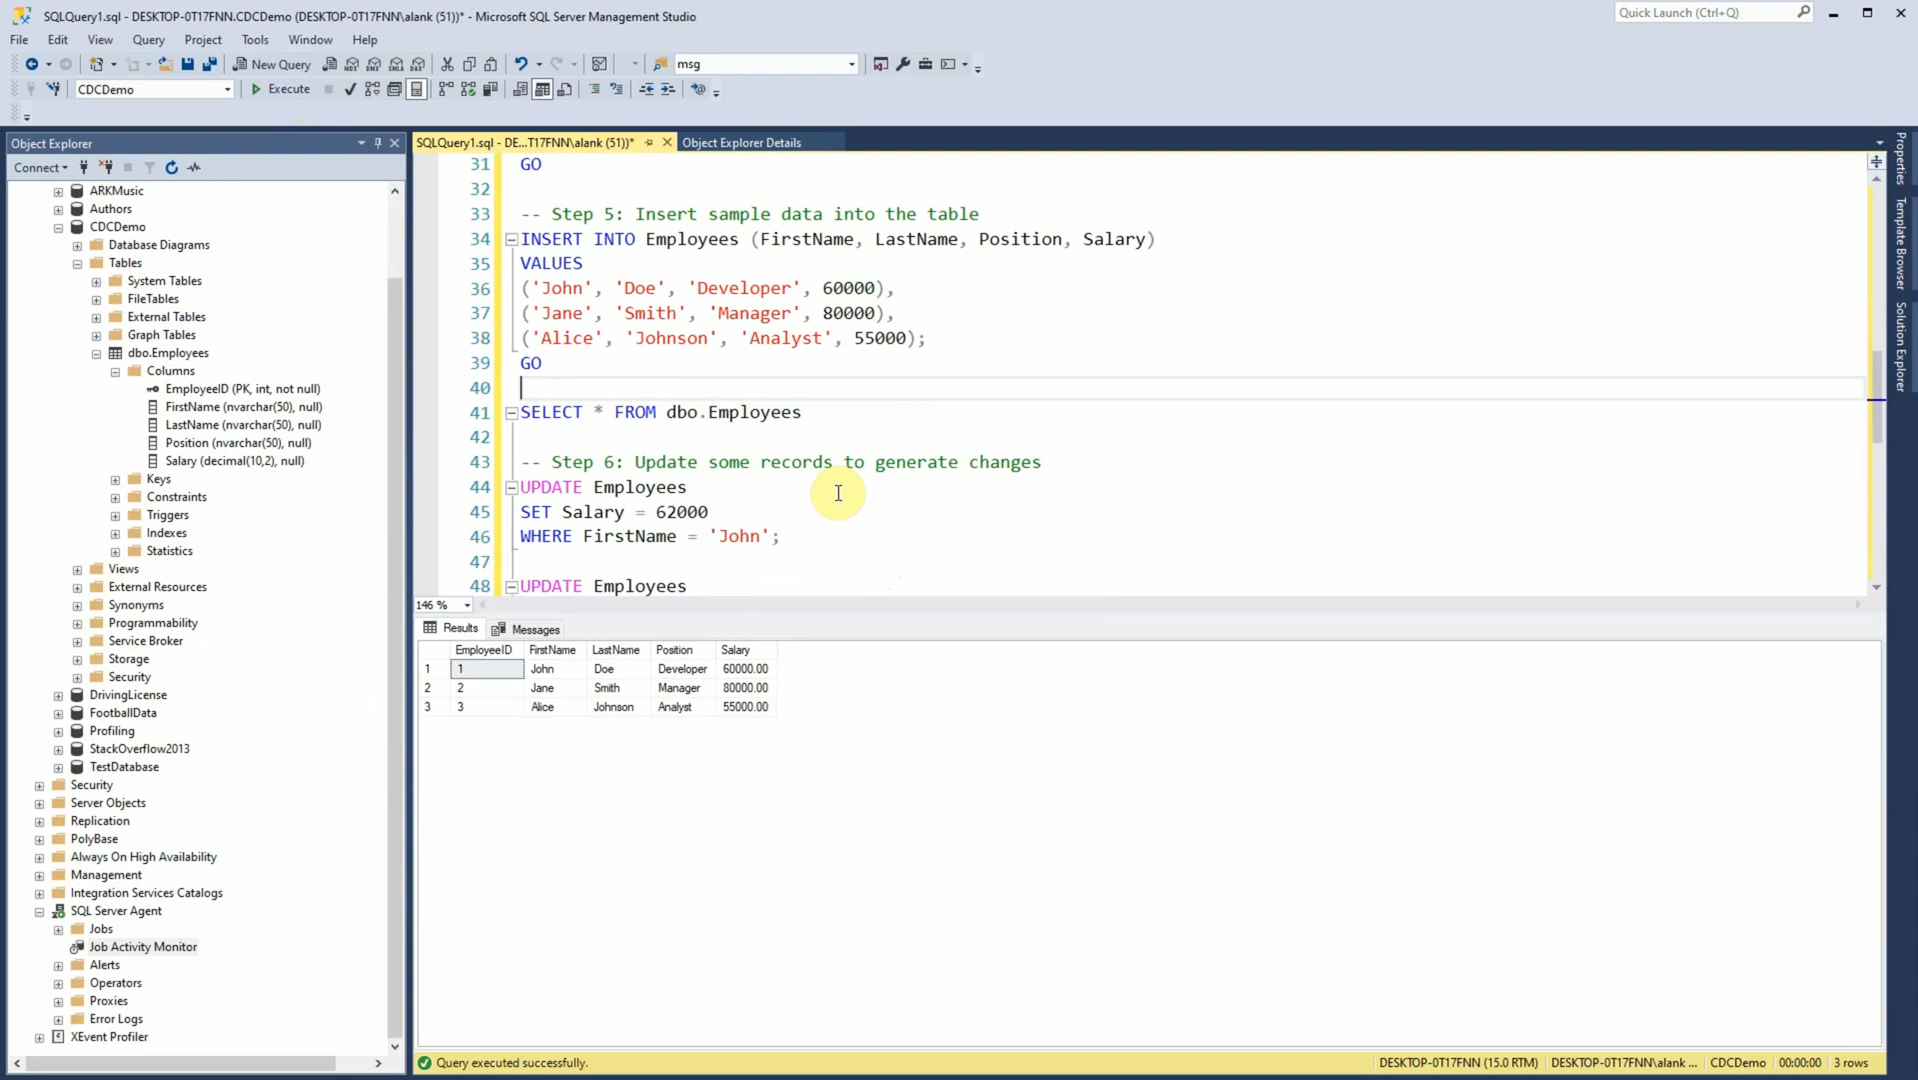 SQLQuery1.sql - DESKTOP-0T17FNN.CDCDemo (DESKTOP-0T17FNN\alank (51))* - Microsoft SQL Server Management Studio
Quick Launch (Ctrl+Q)
File Edit View Query Project Tools Window Help
New Query msg
CDCDemo Execute
Object Explorer
Connect
ARKMusic
Authors
CDCDemo
Database Diagrams
Tables
System Tables
FileTables
External Tables
Graph Tables
dbo.Employees
Columns
EmployeeID (PK, int, not null)
FirstName (nvarchar(50), null)
LastName (nvarchar(50), null)
Position (nvarchar(50), null)
Salary (decimal(10,2), null)
Keys
Constraints
Triggers
Indexes
Statistics
Views
External Resources
Synonyms
Programmability
Service Broker
Storage
Security
DrivingLicense
FootballData
Profiling
StackOverflow2013
TestDatabase
Security
Server Objects
Replication
PolyBase
Always On High Availability
Management
Integration Services Catalogs
SQL Server Agent
Jobs
Job Activity Monitor
Alerts
Operators
Proxies
Error Logs
XEvent Profiler
SQLQuery1.sql - DE...T17FNN\alank (51))* Object Explorer Details
31 GO
32
33 -- Step 5: Insert sample data into the table
34 INSERT INTO Employees (FirstName, LastName, Position, Salary)
35 VALUES
36 ('John', 'Doe', 'Developer', 60000),
37 ('Jane', 'Smith', 'Manager', 80000),
38 ('Alice', 'Johnson', 'Analyst', 55000);
39 GO
40
41 SELECT * FROM dbo.Employees
42
43 -- Step 6: Update some records to generate changes
44 UPDATE Employees
45 SET Salary = 62000
46 WHERE FirstName = 'John';
47
48 UPDATE Employees
146 %
Results Messages
EmployeeID FirstName LastName Position Salary
1 1 John Doe Developer 60000.00
2 2 Jane Smith Manager 80000.00
3 3 Alice Johnson Analyst 55000.00
Query executed successfully. DESKTOP-0T17FNN (15.0 RTM) DESKTOP-0T17FNN\alank ... CDCDemo 00:00:00 3 rows
Properties
Template Browser
Solution Explorer